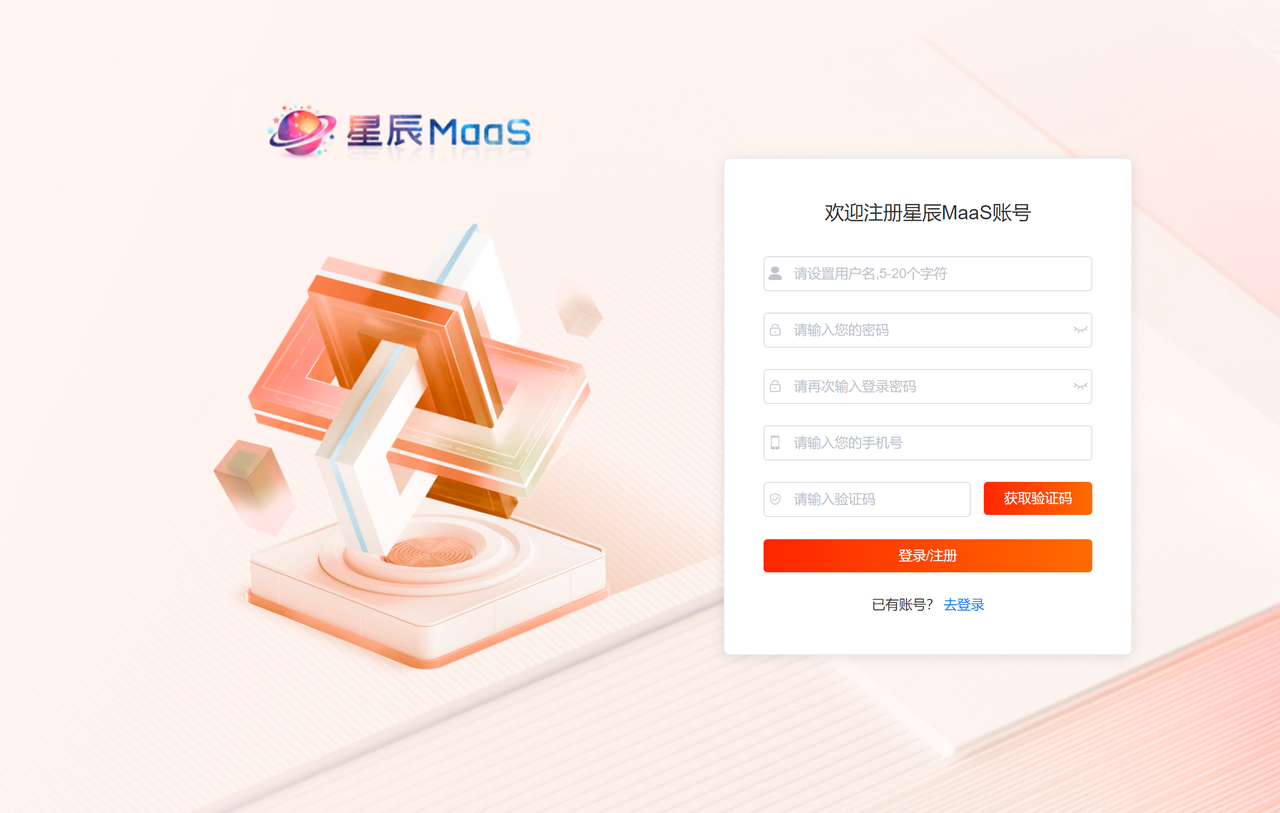 星辰MaaS
欢迎注册星辰MaaS账号
请设置用户名,5-20个字符
请输入您的密码
请再次输入登录密码
请输入您的手机号
请输入验证码 获取验证码
登录/注册
已有账号? 去登录